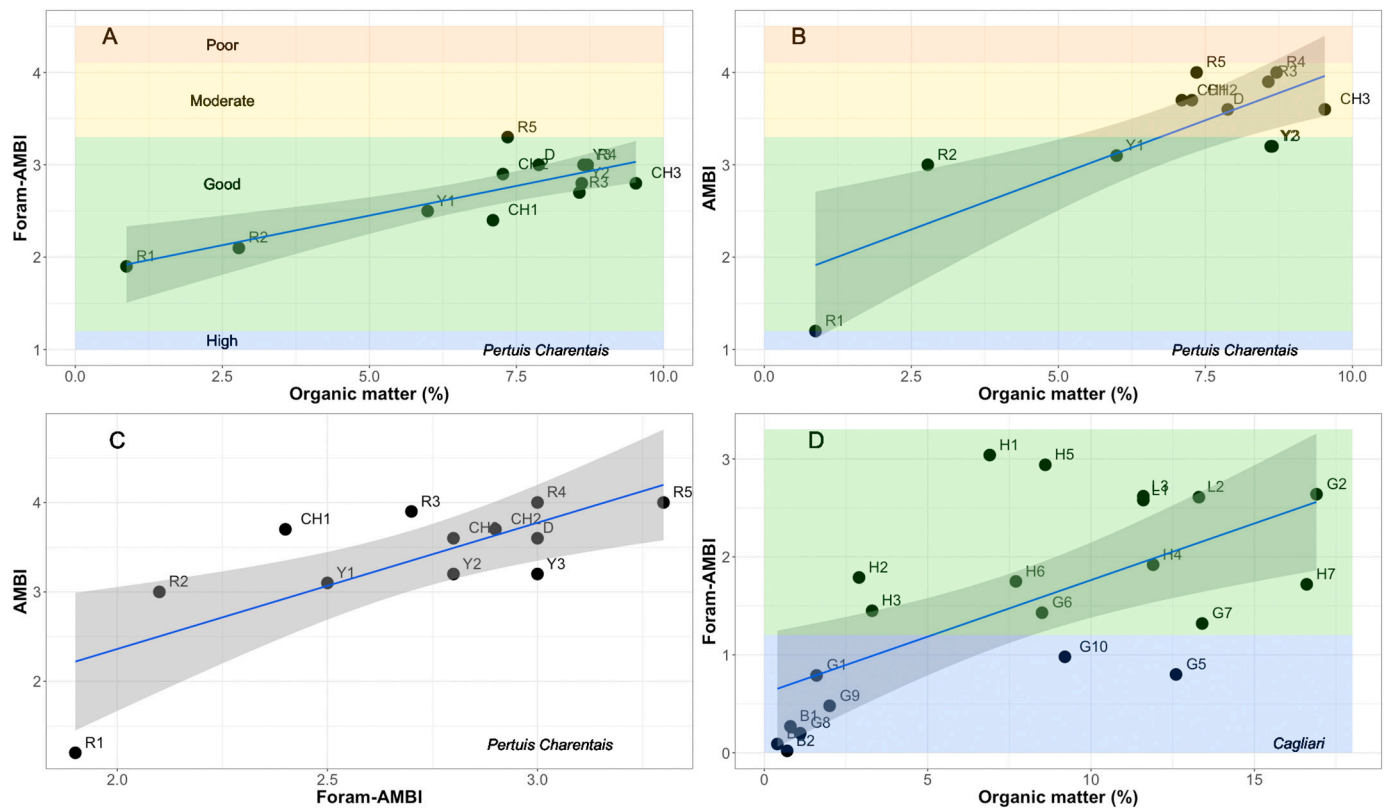 A
Poor
Moderate
Good
High
R1
R2
Y1
CH1
CH2
R5
D
Y3
R4
Y2
R3
CH3
Pertuis Charentais
4
3
2
1
0.0
2.5
5.0
7.5
10.0
Foram-AMBI
Organic matter (%)
B
R1
R2
Y1
R5
R4
R3
CH2
D
CH3
Pertuis Charentais
4
3
2
1
0.0
2.5
5.0
7.5
10.0
AMBI
Organic matter (%)
C
R1
R2
CH1
Y1
R3
R4
CH2
D
Y2
Y3
R5
Pertuis Charentais
4
3
2
2.0
2.5
3.0
AMBI
Foram-AMBI
D
H1
H5
L3
L1
L2
G2
H2
H3
H6
G6
H4
H7
G7
G10
G5
G1
G9
B1
G8
B2
Cagliari
3
2
1
0
0
5
10
15
Foram-AMBI
Organic matter (%)